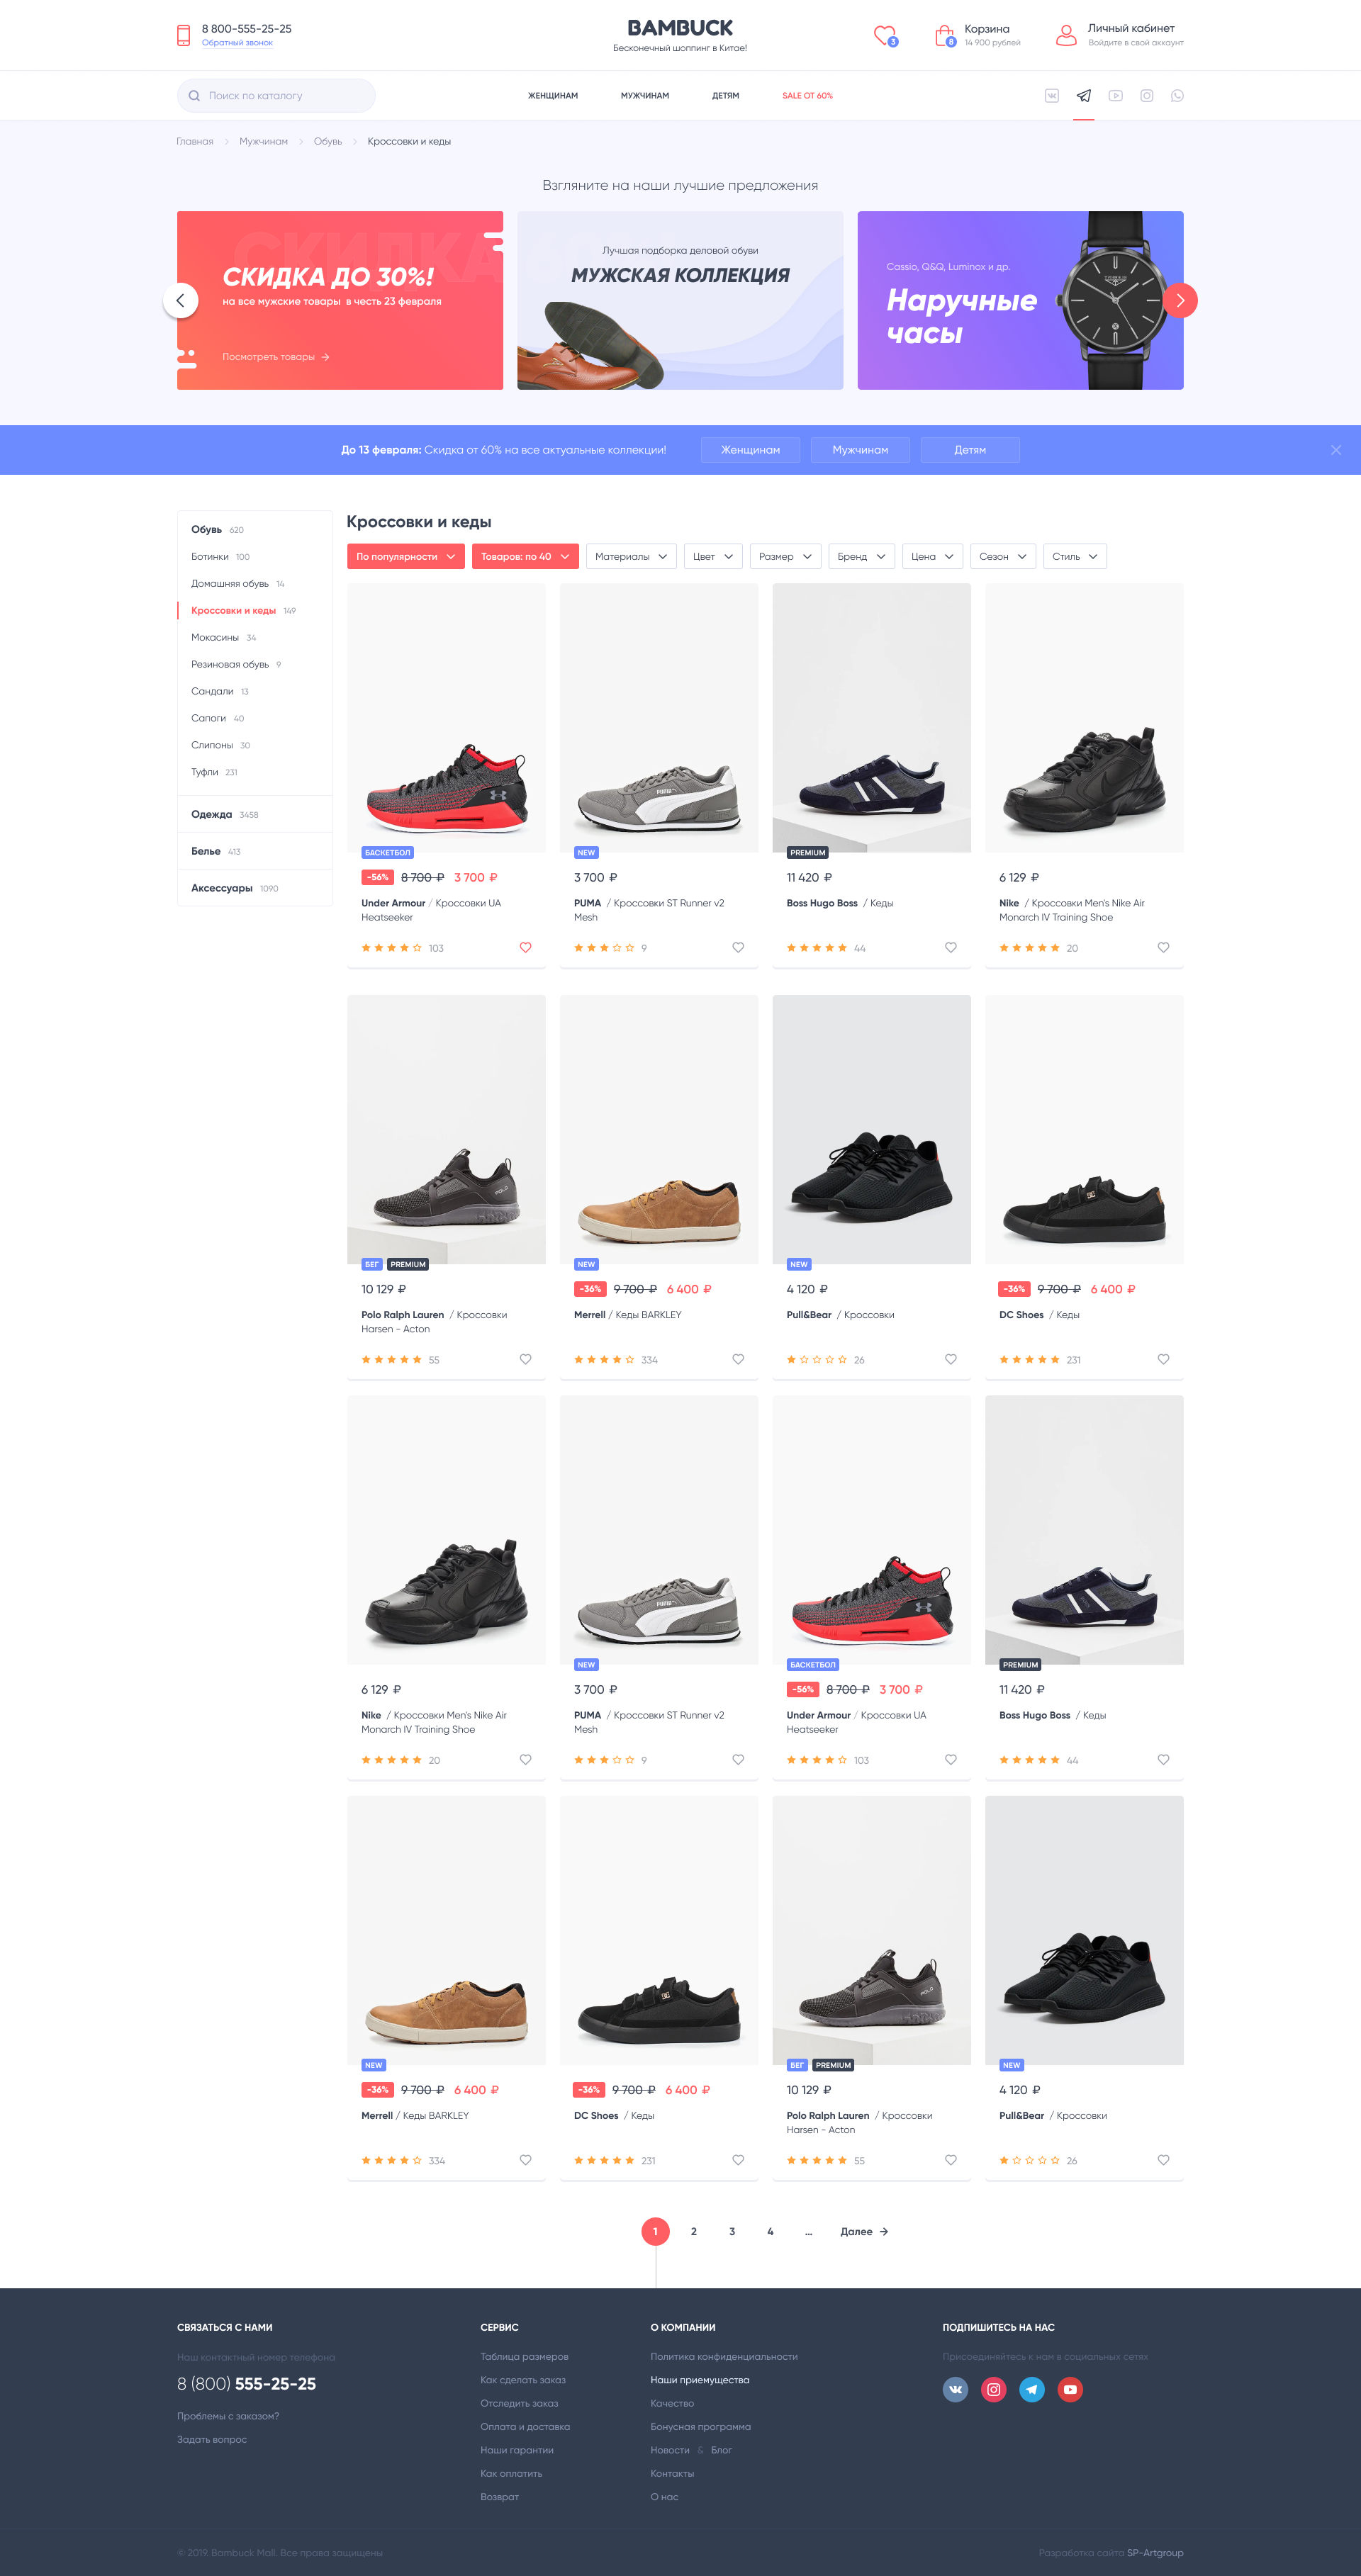 8 800-555-25-25
Обратный звонок
BAMBUCK
Бесконечный шоппинг в Китае!
3
8
Корзина
14 900 рублей
Личный кабинет
Войдите в свой аккаунт
Поиск по каталогу
ЖЕНЩИНАМ
МУЖЧИНАМ
ДЕТЯМ
SALE ОТ 60%
Главная
Мужчинам
Обувь
Кроссовки и кеды
Взгляните на наши лучшие предложения
СКИДКА
СКИДКА ДО 30%!
на все мужские товары в честь 23 февраля
Посмотреть товары
Лучшая подборка деловой обуви
МУЖСКАЯ КОЛЛЕКЦИЯ
Cassio, Q&Q, Luminox и др.
Наручные
часы
До 13 февраля: Скидка от 60% на все актуальные коллекции!
Женщинам
Мужчинам
Детям
Обувь 620
Ботинки 100
Домашняя обувь 14
Кроссовки и кеды 149
Мокасины 34
Резиновая обувь 9
Сандали 13
Сапоги 40
Слипоны 30
Туфли 231
Одежда 3458
Белье 413
Аксессуары 1090
Кроссовки и кеды
По популярности
Товаров: по 40
Материалы
Цвет
Размер
Бренд
Цена
Сезон
Стиль
БАСКЕТБОЛ
-56% 8 700 ₽ 3 700 ₽
Under Armour / Кроссовки UA
Heatseeker
103
NEW
3 700 ₽
PUMA / Кроссовки ST Runner v2
Mesh
9
PREMIUM
11 420 ₽
Boss Hugo Boss / Кеды
44
6 129 ₽
Nike / Кроссовки Men's Nike Air
Monarch IV Training Shoe
20
БЕГ PREMIUM
10 129 ₽
Polo Ralph Lauren / Кроссовки
Harsen - Acton
55
NEW
-36% 9 700 ₽ 6 400 ₽
Merrell / Кеды BARKLEY
334
NEW
4 120 ₽
Pull&Bear / Кроссовки
26
-36% 9 700 ₽ 6 400 ₽
DC Shoes / Кеды
231
6 129 ₽
Nike / Кроссовки Men's Nike Air
Monarch IV Training Shoe
20
NEW
3 700 ₽
PUMA / Кроссовки ST Runner v2
Mesh
9
БАСКЕТБОЛ
-56% 8 700 ₽ 3 700 ₽
Under Armour / Кроссовки UA
Heatseeker
103
PREMIUM
11 420 ₽
Boss Hugo Boss / Кеды
44
NEW
-36% 9 700 ₽ 6 400 ₽
Merrell / Кеды BARKLEY
334
-36% 9 700 ₽ 6 400 ₽
DC Shoes / Кеды
231
БЕГ PREMIUM
10 129 ₽
Polo Ralph Lauren / Кроссовки
Harsen - Acton
55
NEW
4 120 ₽
Pull&Bear / Кроссовки
26
1 2 3 4 ... Далее
СВЯЗАТЬСЯ С НАМИ
Наш контактный номер телефона
8 (800) 555-25-25
Проблемы с заказом?
Задать вопрос
СЕРВИС
Таблица размеров
Как сделать заказ
Отследить заказ
Оплата и доставка
Наши гарантии
Как оплатить
Возврат
О КОМПАНИИ
Политика конфиденциальности
Наши приемущества
Качество
Бонусная программа
Новости & Блог
Контакты
О нас
ПОДПИШИТЕСЬ НА НАС
Присоединяйтесь к нам в социальных сетях
© 2019. Bambuck Mall. Все права защищены
Разработка сайта SP-Artgroup